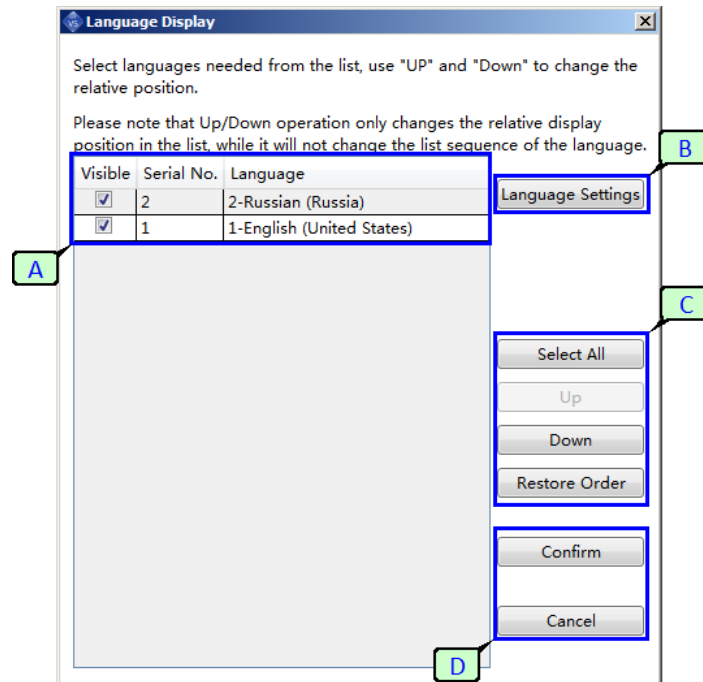 Language Display
Select languages needed from the list, use "UP" and "Down" to change the
relative position.
Please note that Up/Down operation only changes the relative display
position in the list, while it will not change the list sequence of the language.
B
Visible Serial No. Language
Language Settings
2 2-Russian (Russia)
1 1-English (United States)
A
C
Select All
Up
Down
Restore Order
Confirm
Cancel
D